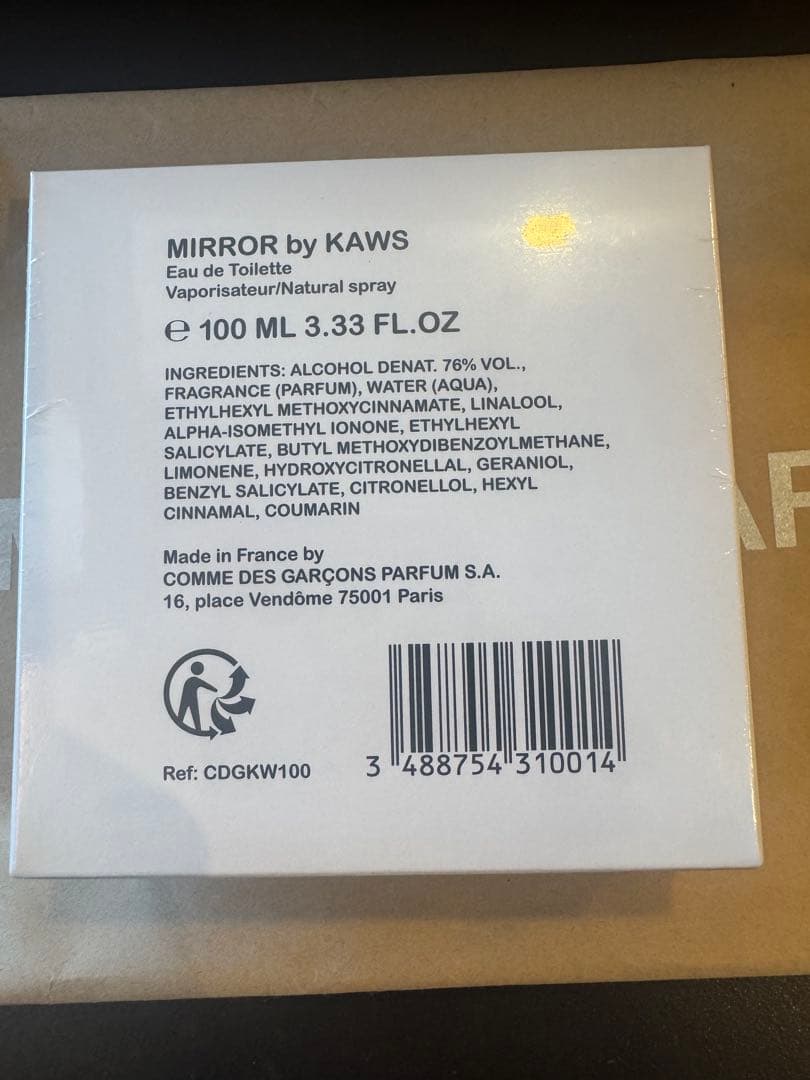 MIRROR by KAWS
Eau de Toilette
Vaporisateur/Natural spray
℮ 100 ML 3.33 FL.OZ
INGREDIENTS: ALCOHOL DENAT. 76% VOL.,
FRAGRANCE (PARFUM), WATER (AQUA),
ETHYLHEXYL METHOXYCINNAMATE, LINALOOL,
ALPHA-ISOMETHYL IONONE, ETHYLHEXYL
SALICYLATE, BUTYL METHOXYDIBENZOYLMETHANE,
LIMONENE, HYDROXYCITRONELLAL, GERANIOL,
BENZYL SALICYLATE, CITRONELLOL, HEXYL
CINNAMAL, COUMARIN
Made in France by
COMME DES GARÇONS PARFUM S.A.
16, place Vendôme 75001 Paris
Ref: CDGKW100
3 488754 310014